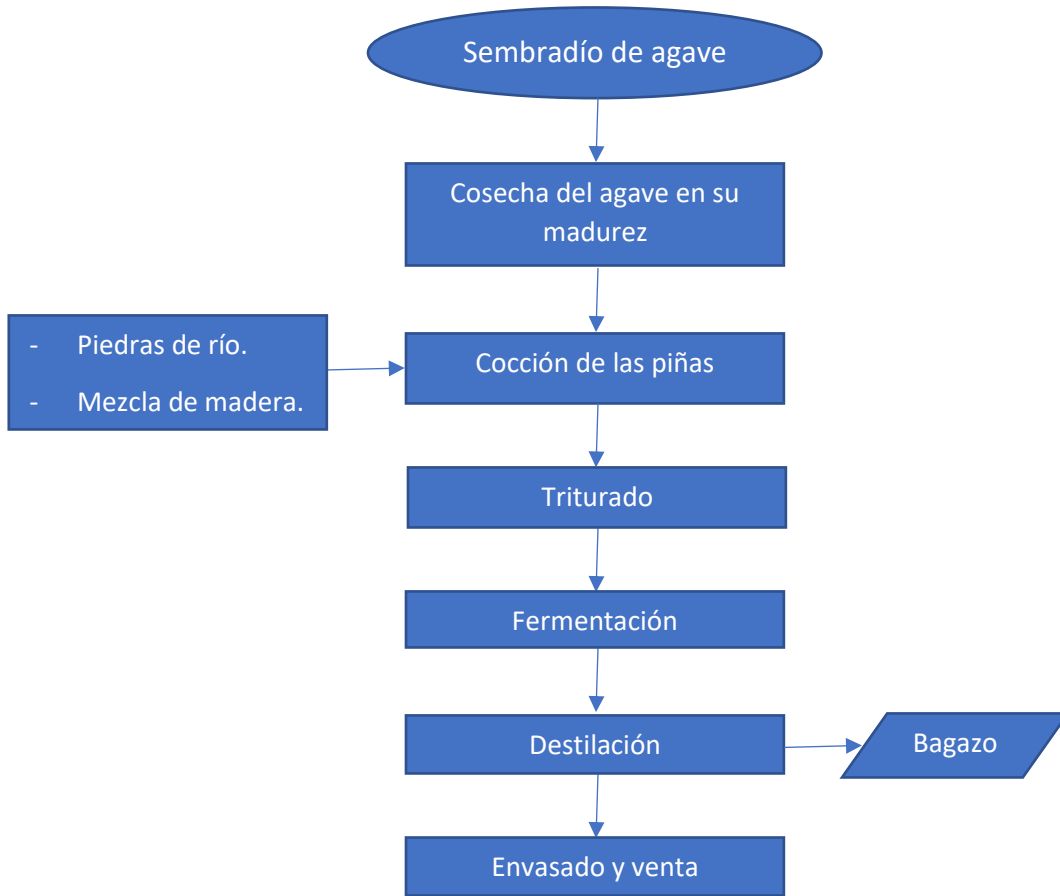 Sembradío de agave
Cosecha del agave en su
madurez
- Piedras de río.
- Mezcla de madera.
Cocción de las piñas
Triturado
Fermentación
Destilación
Bagazo
Envasado y venta